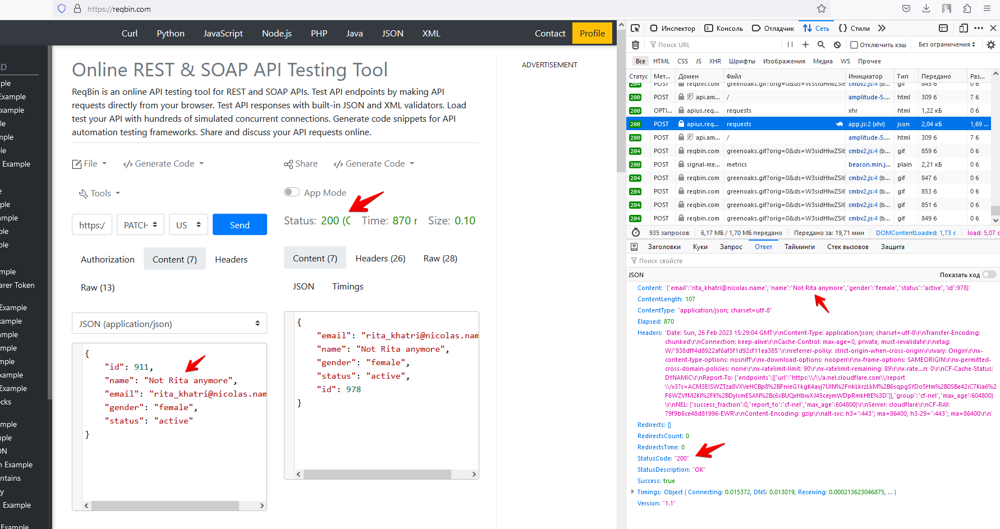 https://reqbin.com
Curl Python JavaScript Node.js PHP Java JSON XML Contact Profile
Online REST & SOAP API Testing Tool
ADVERTISEMENT
ReqBin is an online API testing tool for REST and SOAP APIs. Test API endpoints by making API
requests directly from your browser. Test API responses with built-in JSON and XML validators. Load
test your API with hundreds of simulated concurrent connections. Generate code snippets for API
automation testing frameworks. Share and discuss your API requests online.
File </> Generate Code
Share </> Generate Code
Tools
App Mode
https:/ PATCH US Send
Status: 200 (C Time: 870 r Size: 0.10
Authorization Content (7) Headers
Raw (13)
Content (7) Headers (26) Raw (28)
JSON Timings
JSON (application/json)
{
"id": 911,
"name": "Not Rita anymore",
"email": "rita_khatri@nicolas.nam
"gender": "female",
"status": "active"
}
{
"email": "rita_khatri@nicolas.nam
"name": "Not Rita anymore",
"gender": "female",
"status": "active",
"id": 978
}
D
ple
Example
xample
le
mple
le
Example
e
ple
xample
ple
le
mple
arer Token
Example
xample
mple
mple
mple
xample
Example
cks
mple
ple
ON
n Example
ntains
y
Example
Example
Инспектор Консоль Отладчик Сеть Стили
Поиск URL Отключить кэш Без ограничения
Все HTML CSS JS XHR Шрифты Изображения Медиа WS Прочее
Статус Мет... Домен Файл Инициатор Тип Передано Раз...
204 POST reqbin.com greenoaks.gif?orig=0&ds=W3sidHlwZSI6 cmbv2.js:4 (b... gif 845 б 0 б
200 POST api.am... / amplitude-5.... html 309 б 7 б
200 OPTI... apius.req... requests xhr html 1,22 кБ 0 б
200 POST apius.req... requests app.js:2 (xhr) json 2,04 кБ 1,69 ...
200 POST api.am... / amplitude-5.... html 309 б 7 б
204 POST reqbin.com greenoaks.gif?orig=0&ds=W3sidHlwZSI6 cmbv2.js:4 (b... gif 859 б 0 б
200 POST signal-me... metrics beacon.min.j... plain 2,21 кБ 0 б
204 POST reqbin.com greenoaks.gif?orig=0&ds=W3sidHlwZSI6 cmbv2.js:4 (b... gif 847 б 0 б
204 POST reqbin.com greenoaks.gif?orig=0&ds=W3sidHlwZSI6 cmbv2.js:4 (b... gif 853 б 0 б
204 POST reqbin.com greenoaks.gif?orig=0&ds=W3sidHlwZSI6 cmbv2.js:4 (b... gif 851 б 0 б
204 POST reqbin.com greenoaks.gif?orig=0&ds=W3sidHlwZSI6 cmbv2.js:4 (b... gif 849 б 0 б
935 запросов 6,17 МБ / 1,70 МБ передано Передано за: 19,71 мин DOMContentLoaded: 1,73 с load: 5,07 с
Заголовки Куки Запрос Ответ Тайминги Стек вызовов Защита
Поиск свойств
JSON Показать код
Content: '{"email":"rita_khatri@nicolas.name","name":"Not Rita anymore","gender":"female","status":"active","id":978}'
ContentLength: 107
ContentType: "application/json; charset=utf-8"
Elapsed: 870
Headers: 'Date: Sun, 26 Feb 2023 15:29:04 GMT\r\nContent-Type: application/json; charset=utf-8\r\nTransfer-Encoding:
chunked\r\nConnection: keep-alive\r\nCache-Control: max-age=0, private, must-revalidate\r\netag:
W/"938dff4d8922af6af5f1d92cf11ea385"\r\nreferrer-policy: strict-origin-when-cross-origin\r\nvary: Origin\r\nx-
content-type-options: nosniff\r\nx-download-options: noopen\r\nx-frame-options: SAMEORIGIN\r\nx-permitted-
cross-domain-policies: none\r\nx-ratelimit-limit: 90\r\nx-ratelimit-remaining: 89\r\nx-rate...n: 0\r\nCF-Cache-Status:
DYNAMIC\r\nReport-To: {"endpoints":[{"url":"https:\\/\\/a.nel.cloudflare.com\\/report
Redirects: []
RedirectsCount: 0
RedirectsTime: 0
StatusCode: "200"
StatusDescription: "OK"
Success: true
Timings: Object { Connecting: 0.015372, DNS: 0.013019, Receiving: 0.000213623046875, ... }
Version: "1.1"
\r\nNEL: {"success_fraction":0,"report_to":"cf-nel","max_age":604800}\r\nServer: cloudflare\r\nCF-RAY:
79f9b6ce48d81996-EWR\r\nContent-Encoding: gzip\r\nalt-svc: h3=":443"; ma=86400, h3-29=":443"; ma=86400\r\n'